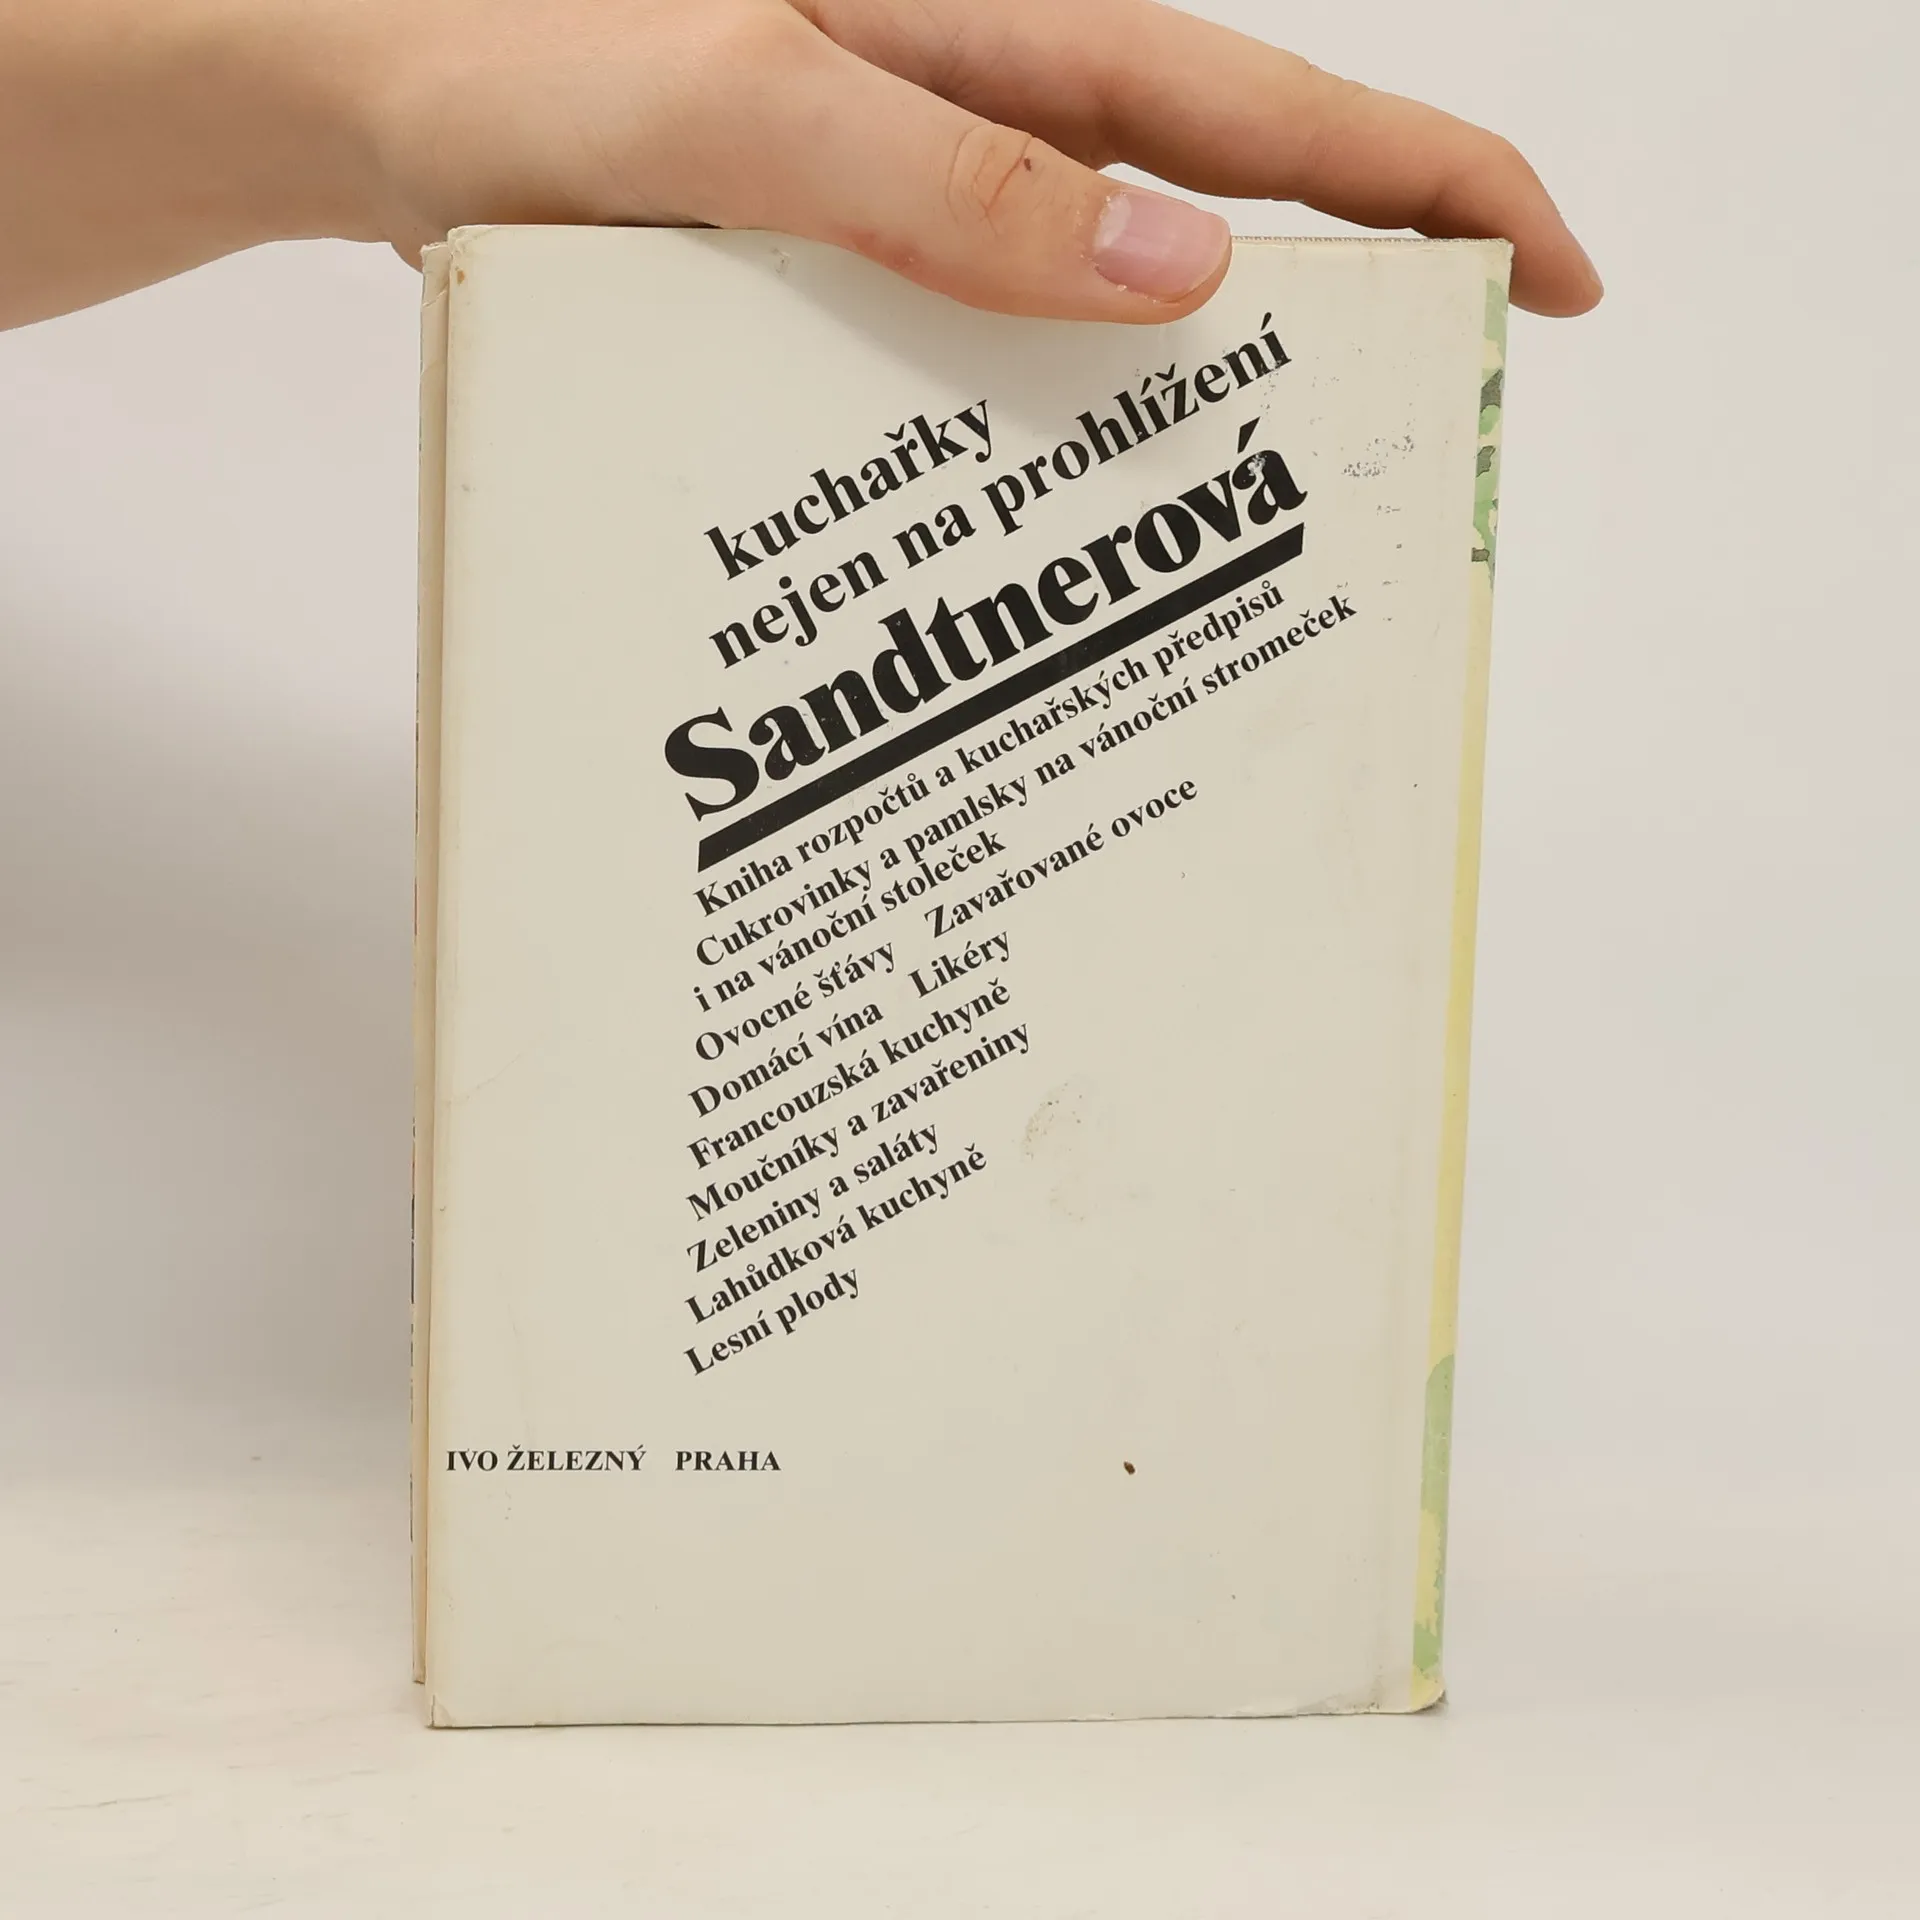 kuchařky
nejen na prohlížení
Sandtnerová
Kniha rozpočtů a kuchařských předpisů
Cukrovinky a pamlsky na vánoční stromeček
i na vánoční stoleček
Ovocné šťávy Zavařované ovoce
Domácí vína Likéry
Francouzská kuchyně
Moučníky a zavařeniny
Zeleniny a saláty
Lahůdková kuchyně
Lesní plody
IVO ŽELEZNÝ PRAHA